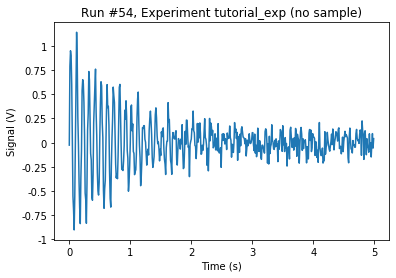 Run #54, Experiment tutorial_exp (no sample)
Signal (V)
1
0.75
0.5
0.25
0
-0.25
-0.5
-0.75
-1
0 1 2 3 4 5
Time (s)